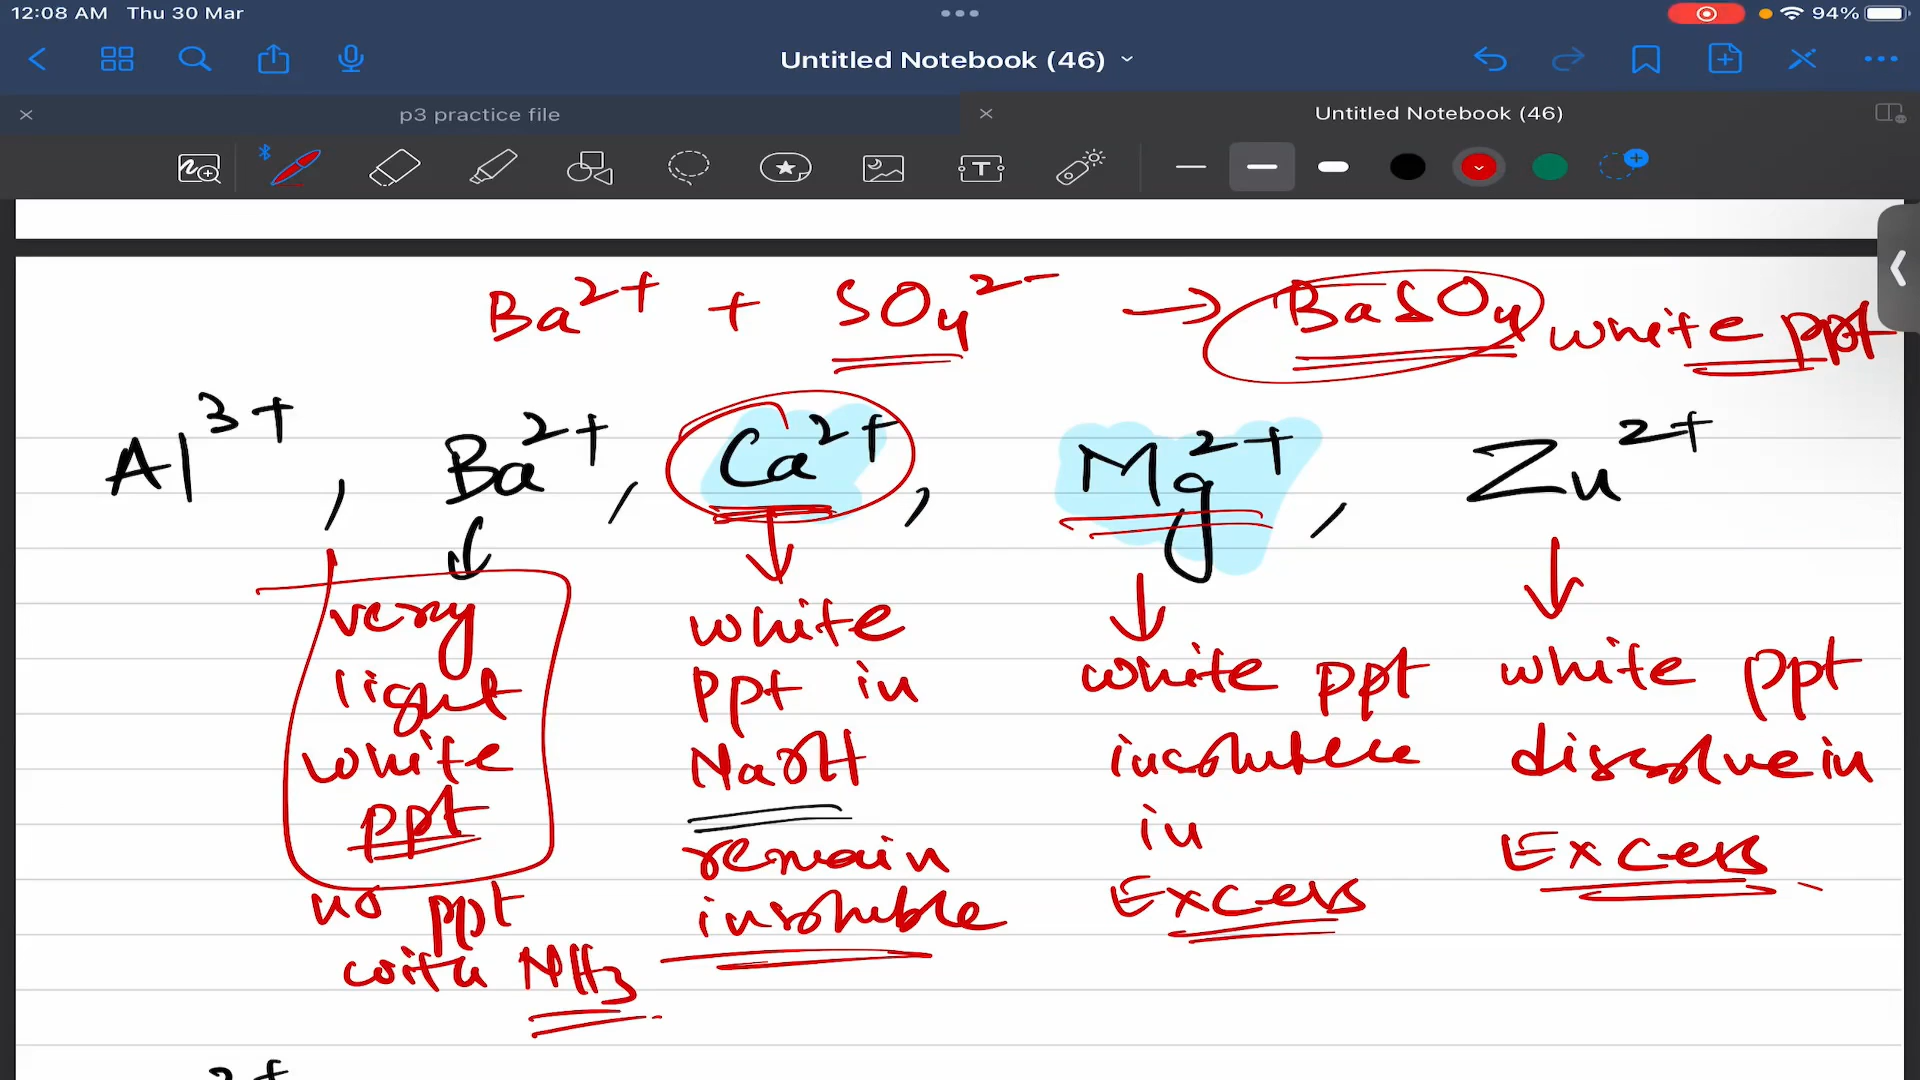 12:08 AM Thu 30 Mar
94%
Untitled Notebook (46)
p3 practice file
Untitled Notebook (46)
T
Ba²⁺ + SO₄²⁻ → BaSO₄ white ppt
Al³⁺, Ba²⁺, Ca²⁺, Mg²⁺, Zn²⁺
very
light
white
ppt
no ppt
with NH₃
white
ppt in
NaOH
remain
insoluble
white ppt
insoluble
in
Excess
white ppt
dissolve in
Excess
2+